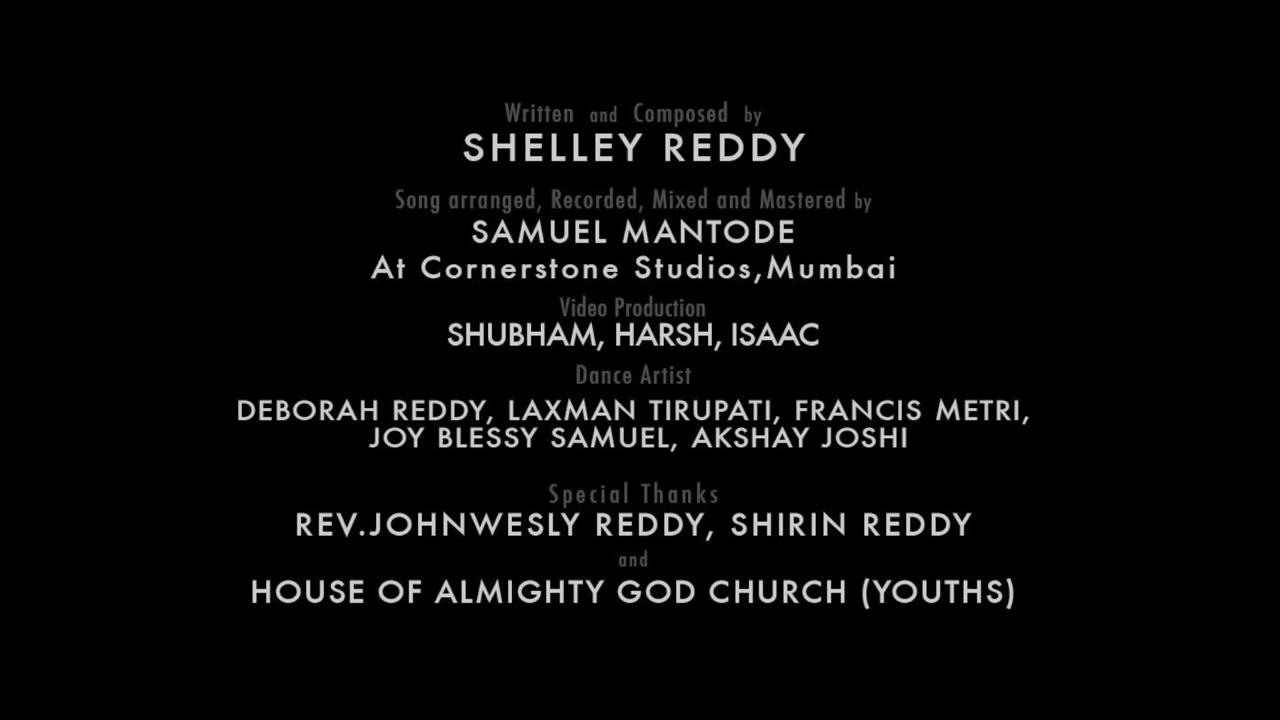 Written and Composed by
SHELLEY REDDY
Song arranged, Recorded, Mixed and Mastered by
SAMUEL MANTODE
At Cornerstone Studios,Mumbai
Video Production
SHUBHAM, HARSH, ISAAC
Dance Artist
DEBORAH REDDY, LAXMAN TIRUPATI, FRANCIS METRI,
JOY BLESSY SAMUEL, AKSHAY JOSHI
Special Thanks
REV.JOHNWESLY REDDY, SHIRIN REDDY
and
HOUSE OF ALMIGHTY GOD CHURCH (YOUTHS)